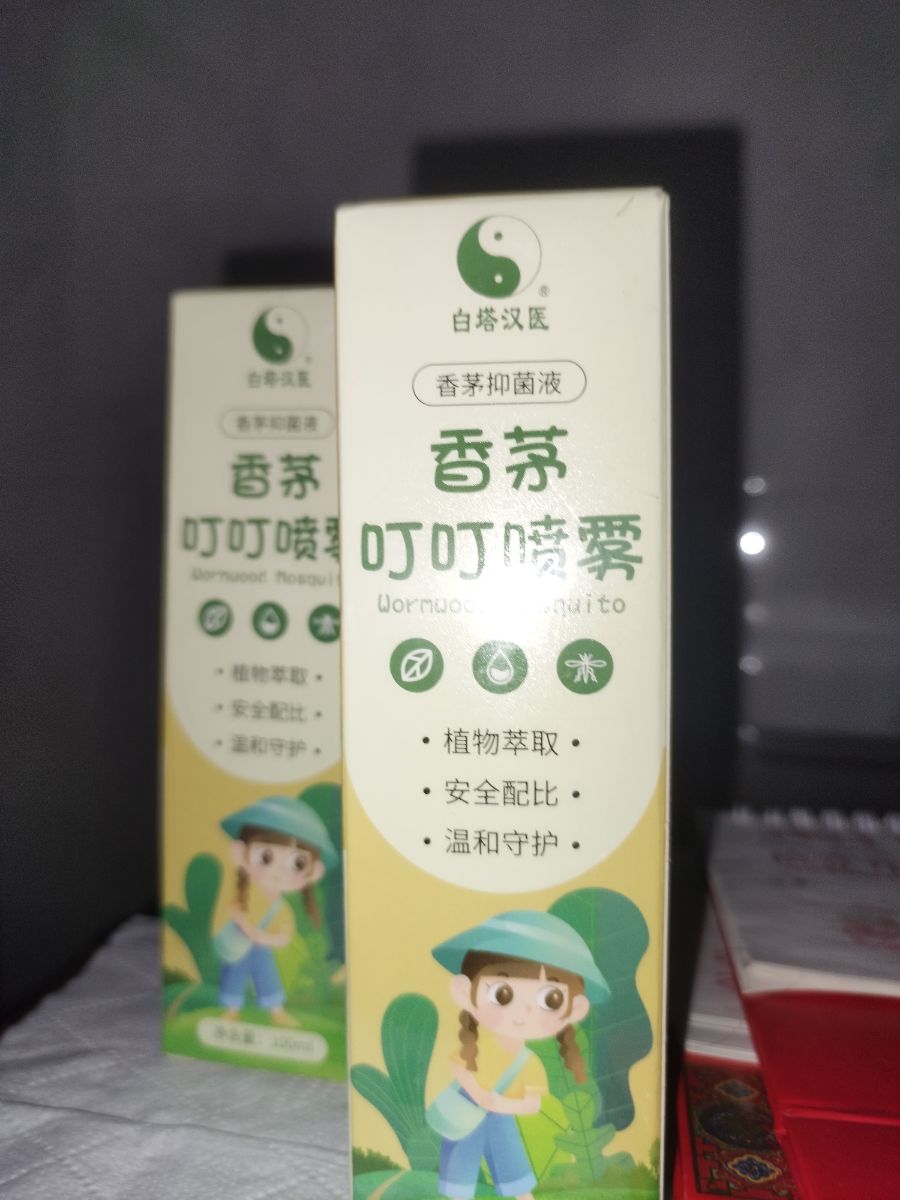 ®
白塔汉医
香茅抑菌液
香茅
叮叮喷雾
Wormwood Mosquito
• 植物萃取 •
• 安全配比 •
• 温和守护 •
白塔汉医
香茅抑菌液
香茅
叮叮喷雾
Wormwood Mosquit
• 植物萃取 •
• 安全配比 •
• 温和守护 •